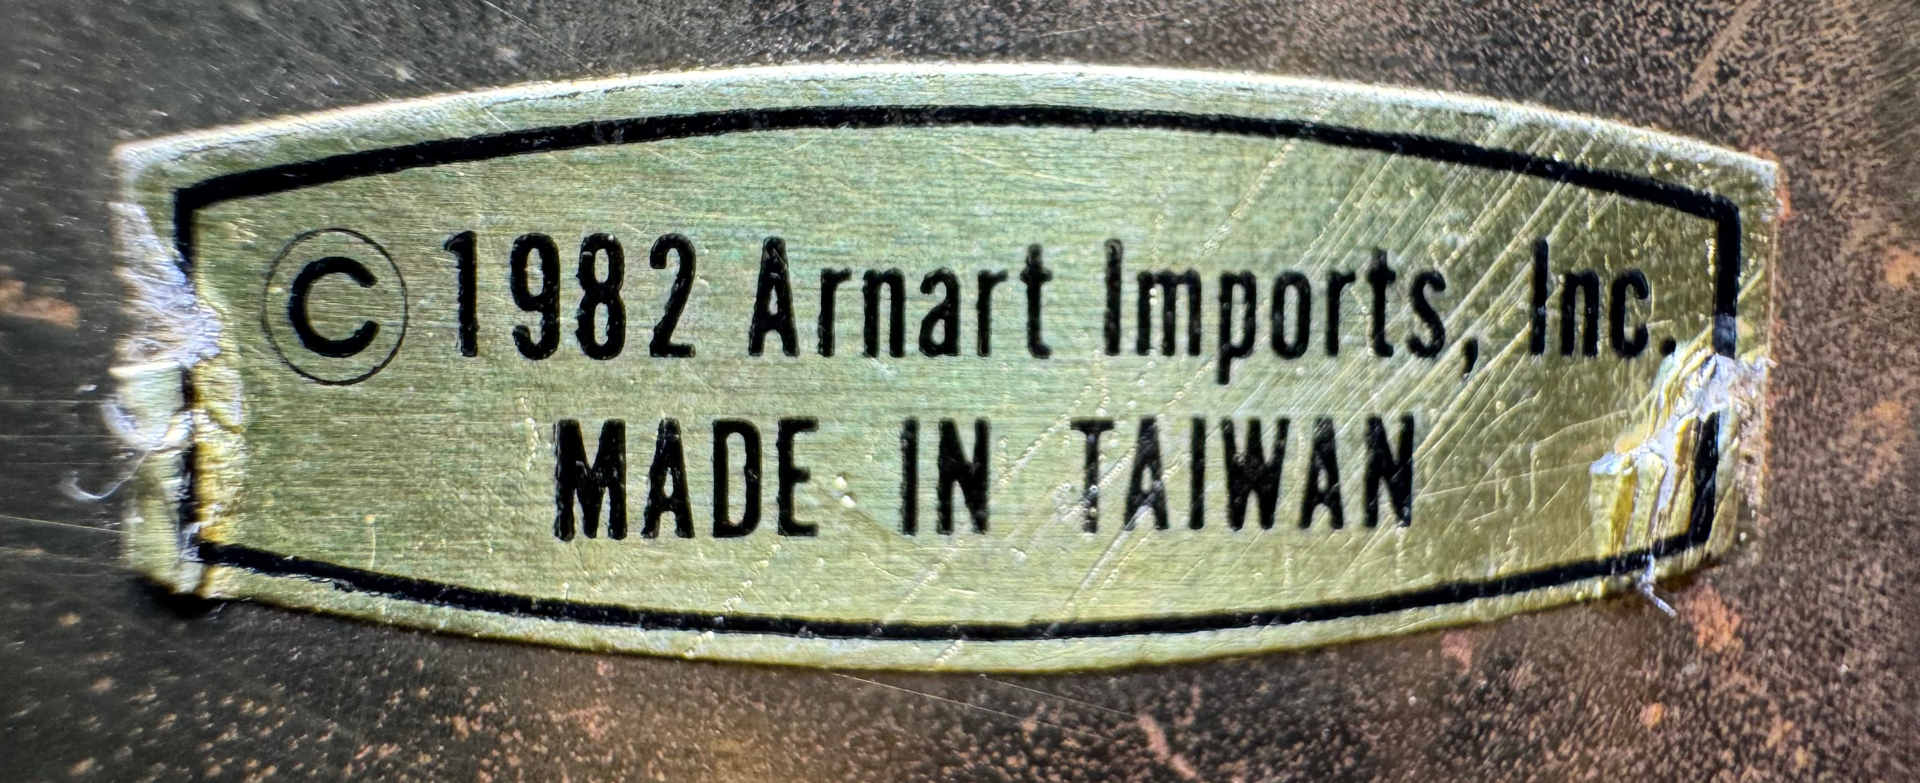 © 1982 Arnart Imports, Inc.
MADE IN TAIWAN